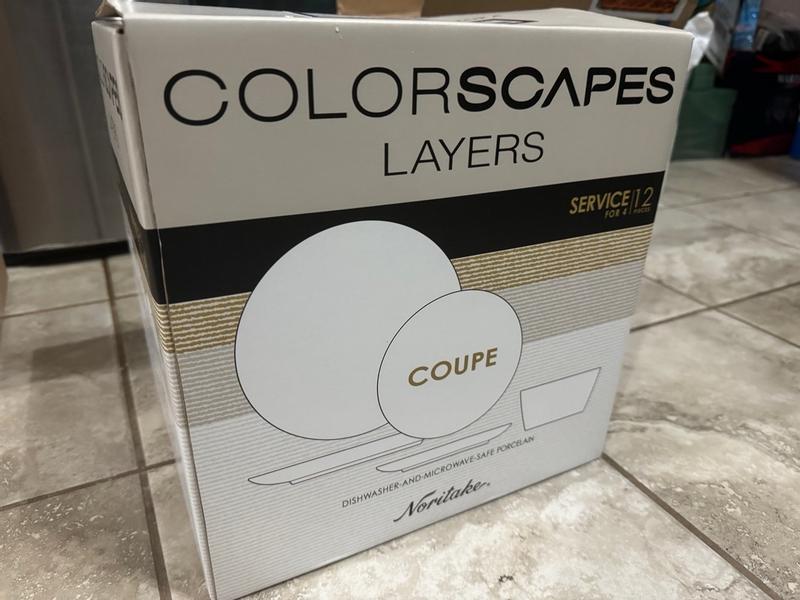 COLORSCAPES
LAYERS
SERVICE 12
FOR 4 PIECES
COUPE
DISHWASHER-AND-MICROWAVE-SAFE PORCELAIN
Noritake®